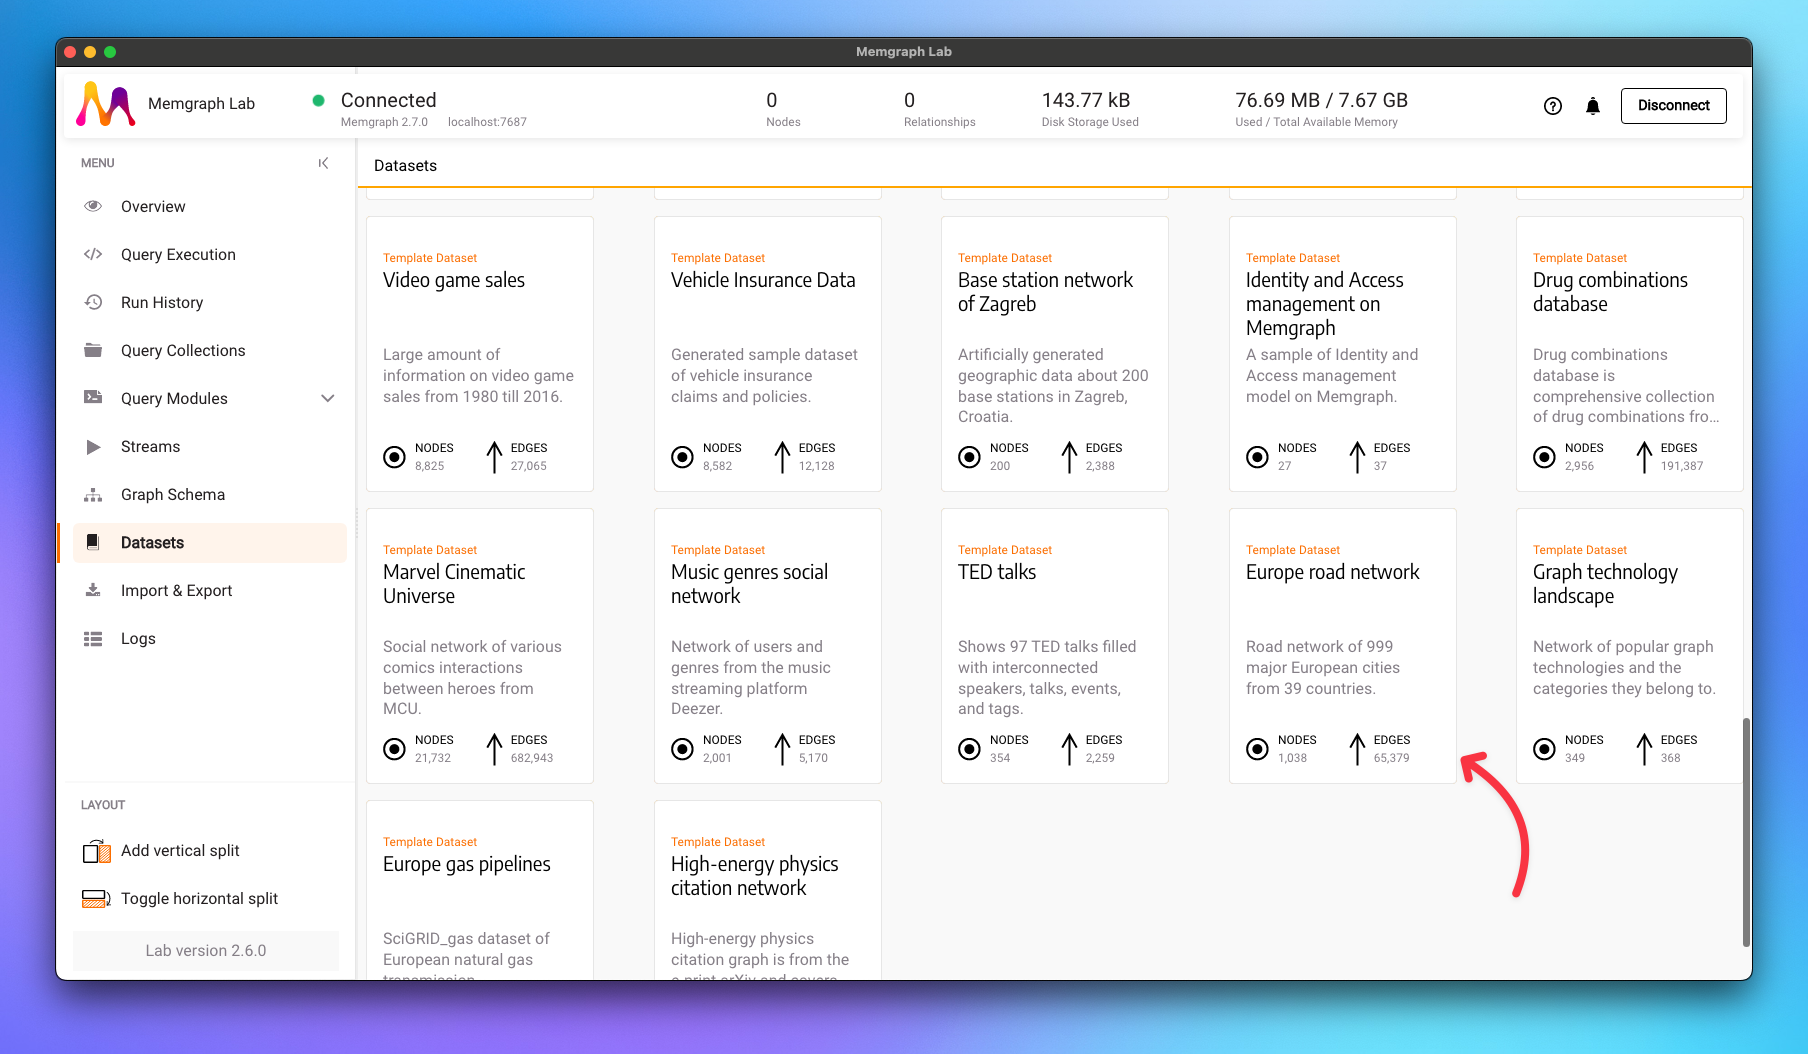 Memgraph Lab
Memgraph Lab
Connected
Memgraph 2.7.0 localhost:7687
0
Nodes
0
Relationships
143.77 kB
Disk Storage Used
76.69 MB / 7.67 GB
Used / Total Available Memory
Disconnect
MENU
Overview
Query Execution
Run History
Query Collections
Query Modules
Streams
Graph Schema
Datasets
Import & Export
Logs
LAYOUT
Add vertical split
Toggle horizontal split
Lab version 2.6.0
Datasets
Template Dataset
Video game sales
Large amount of
information on video game
sales from 1980 till 2016.
NODES
8,825
EDGES
27,065
Template Dataset
Vehicle Insurance Data
Generated sample dataset
of vehicle insurance
claims and policies.
NODES
8,582
EDGES
12,128
Template Dataset
Base station network
of Zagreb
Artificially generated
geographic data about 200
base stations in Zagreb,
Croatia.
NODES
200
EDGES
2,388
Template Dataset
Identity and Access
management on
Memgraph
A sample of Identity and
Access management
model on Memgraph.
NODES
27
EDGES
37
Template Dataset
Drug combinations
database
Drug combinations
database is
comprehensive collection
of drug combinations fro...
NODES
2,956
EDGES
191,387
Template Dataset
Marvel Cinematic
Universe
Social network of various
comics interactions
between heroes from
MCU.
NODES
21,732
EDGES
682,943
Template Dataset
Music genres social
network
Network of users and
genres from the music
streaming platform
Deezer.
NODES
2,001
EDGES
5,170
Template Dataset
TED talks
Shows 97 TED talks filled
with interconnected
speakers, talks, events,
and tags.
NODES
354
EDGES
2,259
Template Dataset
Europe road network
Road network of 999
major European cities
from 39 countries.
NODES
1,038
EDGES
65,379
Template Dataset
Graph technology
landscape
Network of popular graph
technologies and the
categories they belong to.
NODES
349
EDGES
368
Template Dataset
Europe gas pipelines
SciGRID_gas dataset of
European natural gas
transmission
Template Dataset
High-energy physics
citation network
High-energy physics
citation graph is from the
e-print arXiv and covers